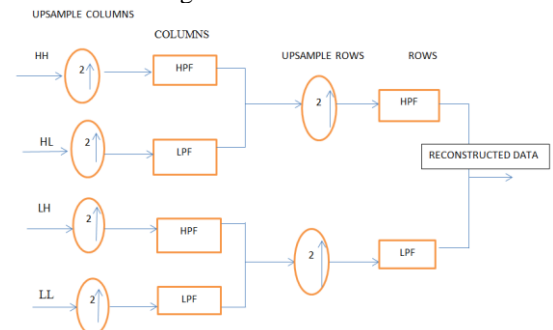 UPSAMPLE COLUMNS
COLUMNS
HH
2
HPF
UPSAMPLE ROWS
ROWS
2
HPF
HL
2
LPF
RECONSTRUCTED DATA
LH
2
HPF
2
LPF
LL
2
LPF